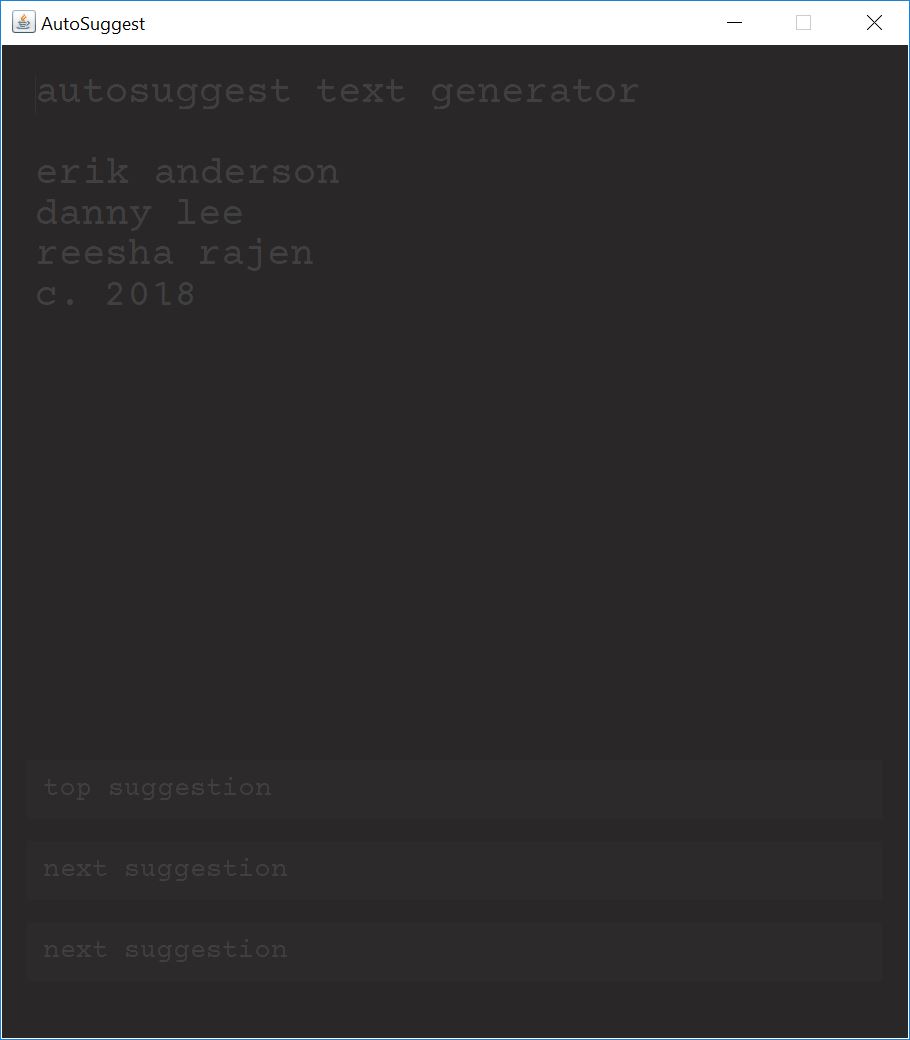 AutoSuggest
autosuggest text generator
erik anderson
danny lee
reesha rajen
c. 2018
top suggestion
next suggestion
next suggestion